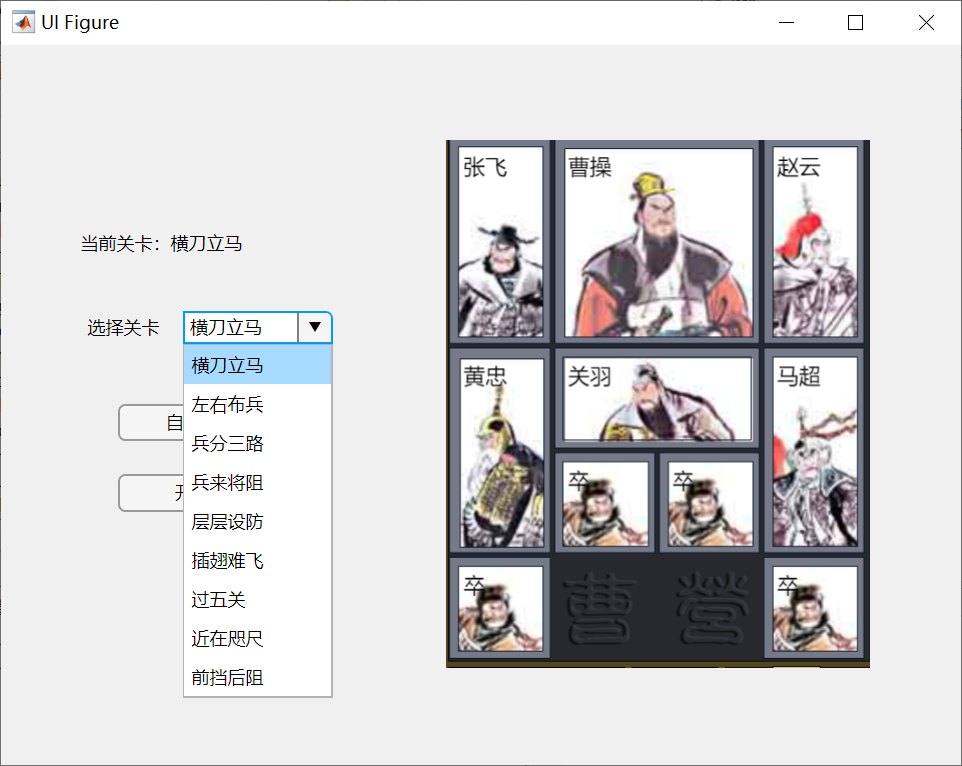 UI Figure
当前关卡：横刀立马
选择关卡
横刀立马
横刀立马
左右布兵
兵分三路
兵来将阻
层层设防
插翅难飞
过五关
近在咫尺
前挡后阻
自
开
张飞
曹操
赵云
黄忠
关羽
马超
卒
卒
卒
曹營
卒